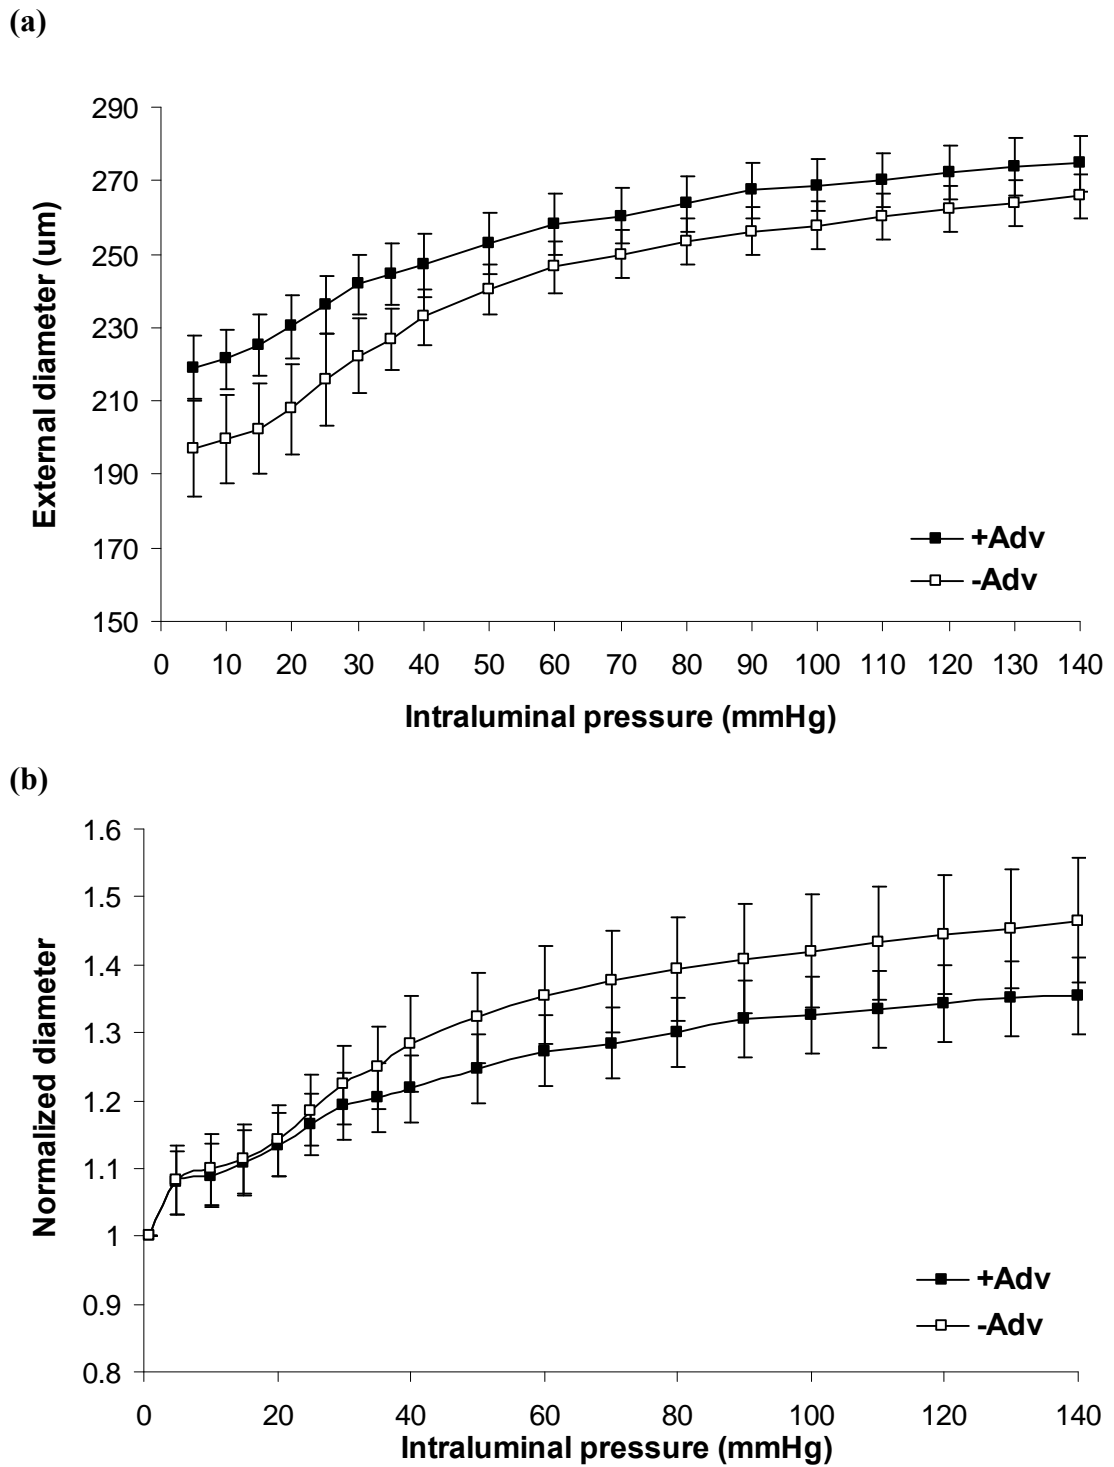 (a)
290
270
250
230
210
190
170
150
External diameter (um)
+Adv
-Adv
0 10 20 30 40 50 60 70 80 90 100 110 120 130 140
Intraluminal pressure (mmHg)
(b)
1.6
1.5
1.4
1.3
1.2
1.1
1
0.9
0.8
Normalized diameter
+Adv
-Adv
0 20 40 60 80 100 120 140
Intraluminal pressure (mmHg)